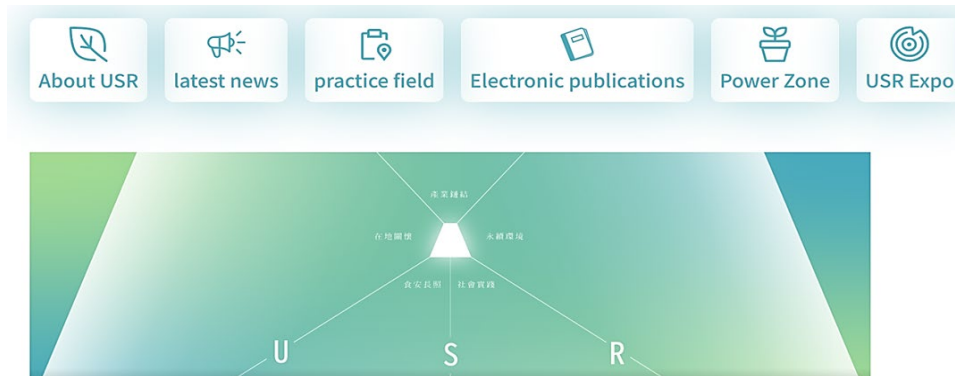 About USR
latest news
practice field
Electronic publications
Power Zone
USR Expo
產業鏈結
在地關懷 永續環境
食安長照 社會實踐
U S R